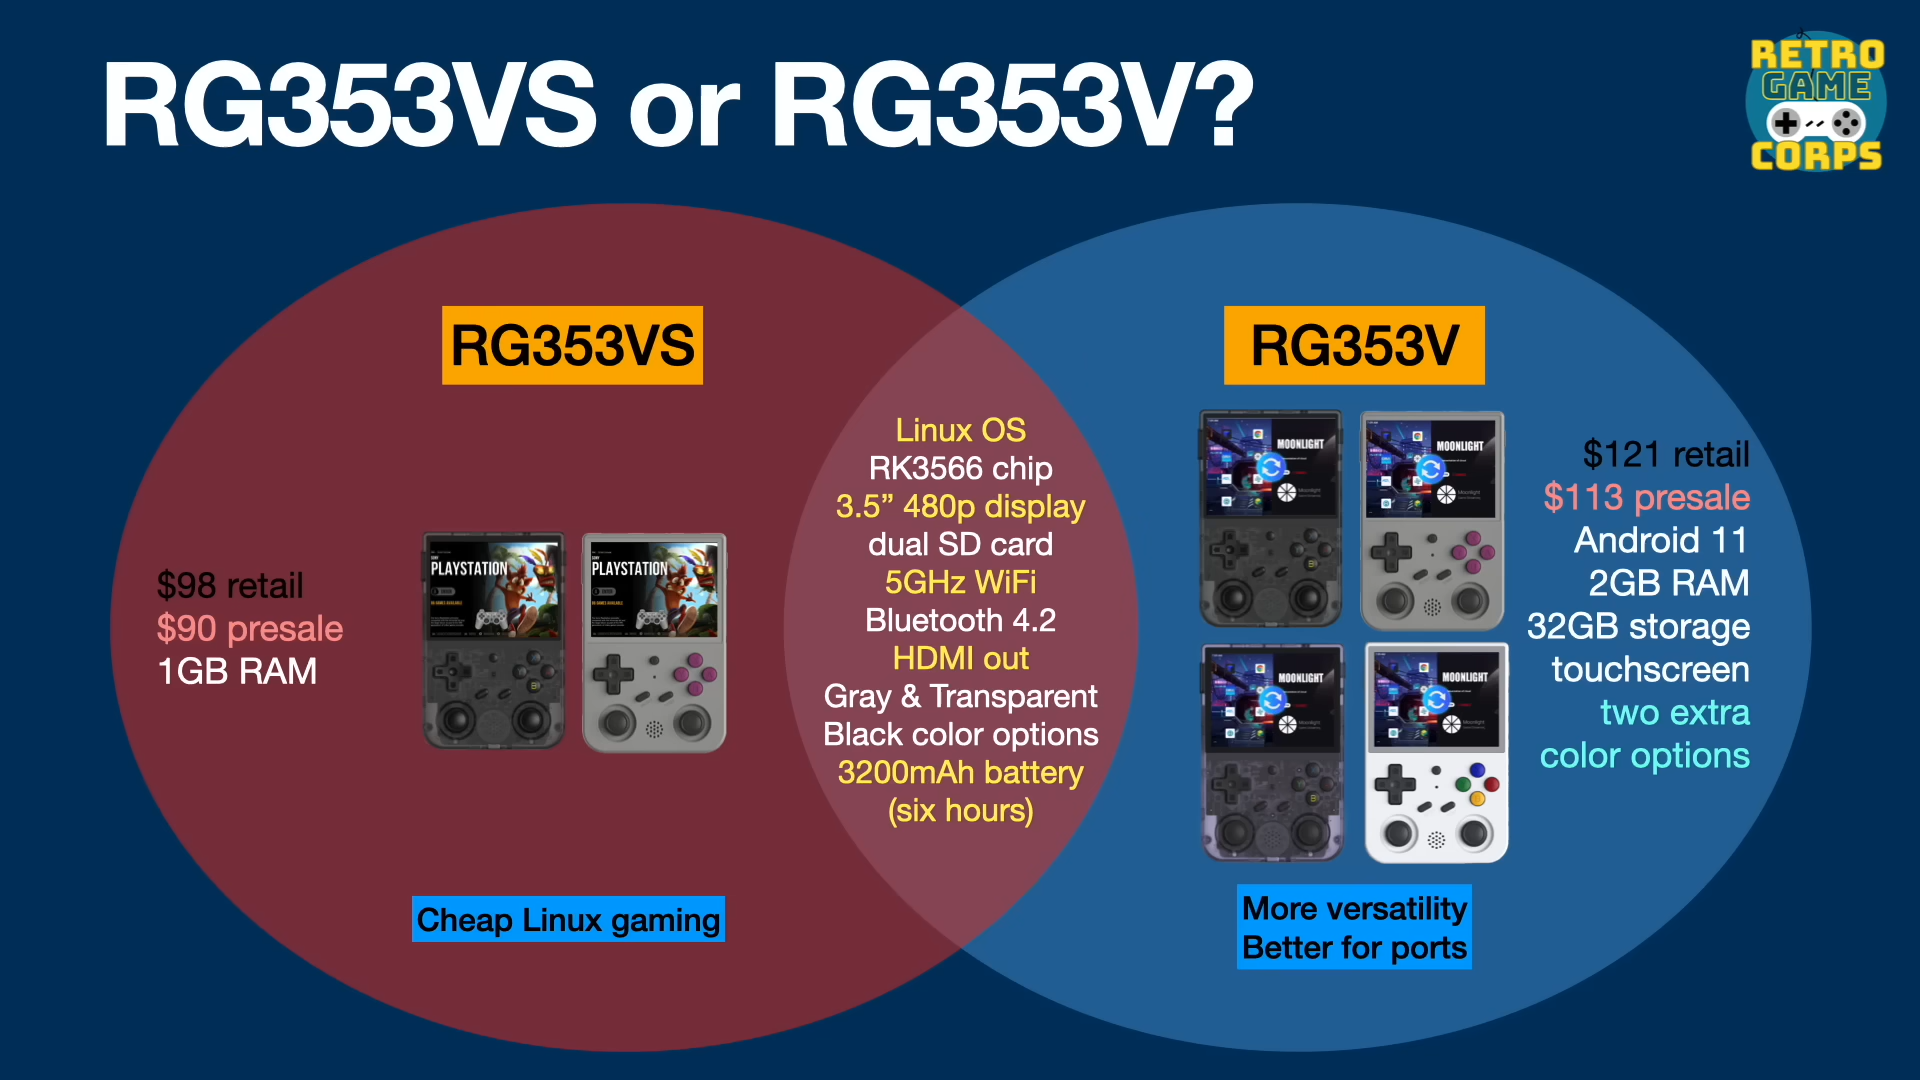 RG353VS or RG353V?
RETRO
GAME
CORPS
RG353VS
$98 retail
$90 presale
1GB RAM
PLAYSTATION
PLAYSTATION
Cheap Linux gaming
Linux OS
RK3566 chip
3.5” 480p display
dual SD card
5GHz WiFi
Bluetooth 4.2
HDMI out
Gray & Transparent
Black color options
3200mAh battery
(six hours)
RG353V
MOONLIGHT
MOONLIGHT
MOONLIGHT
MOONLIGHT
$121 retail
$113 presale
Android 11
2GB RAM
32GB storage
touchscreen
two extra
color options
More versatility
Better for ports